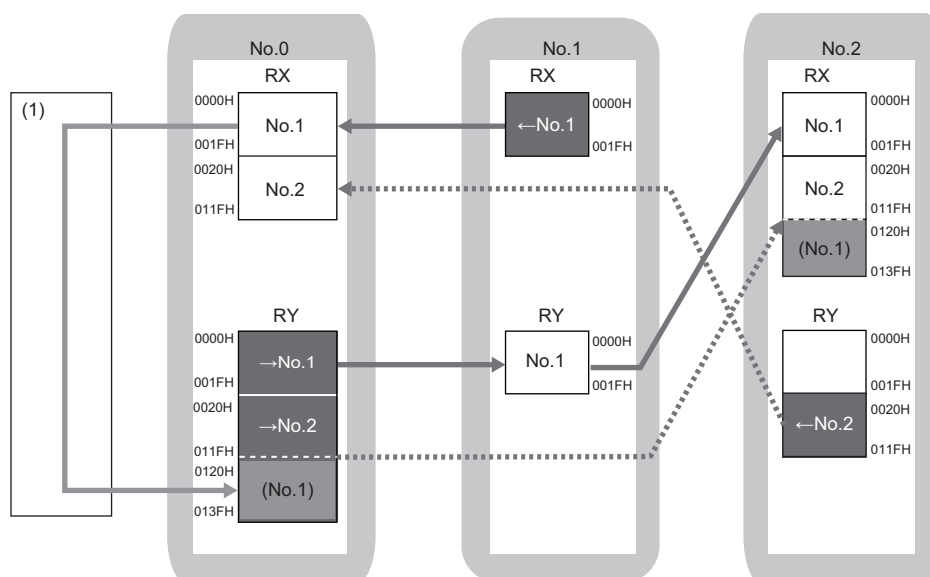 (1)
No.0
RX
0000H
No.1
001FH
0020H
No.2
011FH
RY
0000H
→No.1
001FH
0020H
→No.2
011FH
0120H
(No.1)
013FH
No.1
RX
0000H
←No.1
001FH
RY
0000H
No.1
001FH
No.2
RX
0000H
No.1
001FH
0020H
No.2
011FH
0120H
(No.1)
013FH
RY
0000H
001FH
0020H
←No.2
011FH